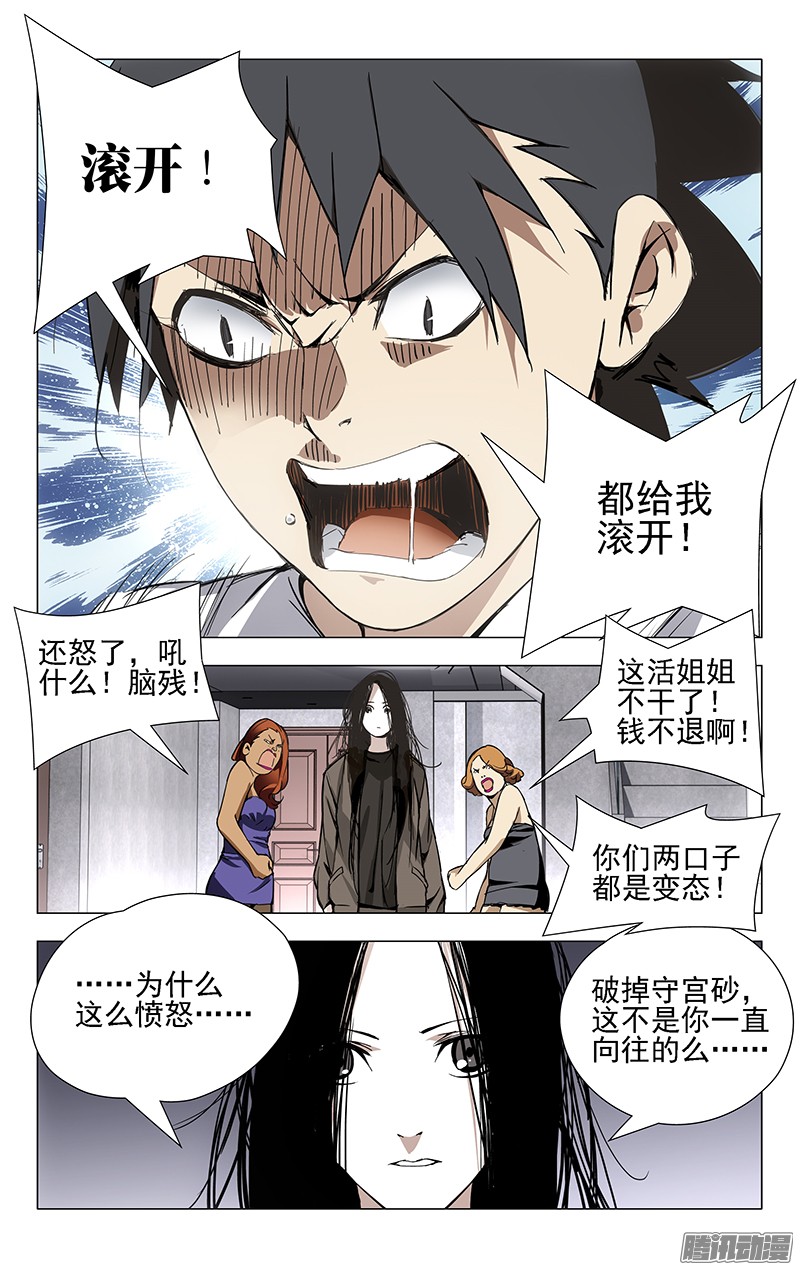 滚开！
都给我
滚开！
还怒了，吼
什么！脑残！
这活姐姐
不干了！
钱不退啊！
你们两口子
都是变态！
……为什么
这么愤怒……
破掉守宫砂，
这不是你一直
向往的么……
腾讯动漫